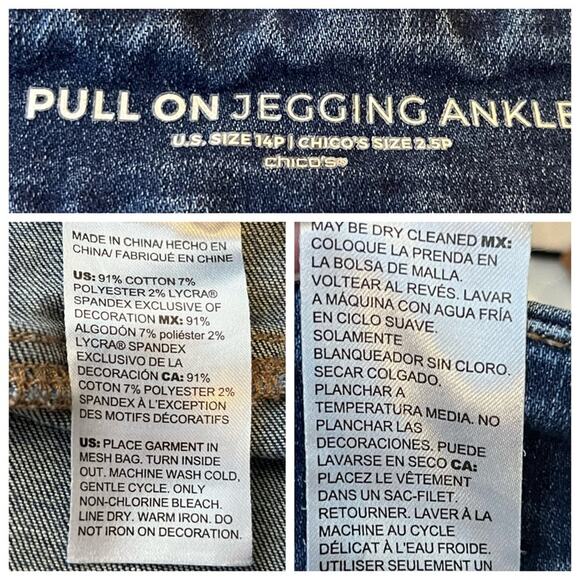 PULL ON JEGGING ANKLE
U.S. SIZE 14P | CHICO'S SIZE 2.5P
chico's®
MADE IN CHINA/ HECHO EN
CHINA/ FABRIQUÉ EN CHINE
US: 91% COTTON 7%
POLYESTER 2% LYCRA®
SPANDEX EXCLUSIVE OF
DECORATION MX: 91%
ALGODÓN 7% poliéster 2%
LYCRA® SPANDEX
EXCLUSIVO DE LA
DECORACIÓN CA: 91%
COTON 7% POLYESTER 2%
SPANDEX À L'EXCEPTION
DES MOTIFS DÉCORATIFS
US: PLACE GARMENT IN
MESH BAG. TURN INSIDE
OUT. MACHINE WASH COLD,
GENTLE CYCLE. ONLY
NON-CHLORINE BLEACH.
LINE DRY. WARM IRON. DO
NOT IRON ON DECORATION.
MAY BE DRY CLEANED MX:
COLOQUE LA PRENDA EN
LA BOLSA DE MALLA.
VOLTEAR AL REVÉS. LAVAR
A MÁQUINA CON AGUA FRÍA
EN CICLO SUAVE.
SOLAMENTE
BLANQUEADOR SIN CLORO.
SECAR COLGADO.
PLANCHAR A
TEMPERATURA MEDIA. NO
PLANCHAR LAS
DECORACIONES. PUEDE
LAVARSE EN SECO CA:
PLACEZ LE VÊTEMENT
DANS UN SAC-FILET.
RETOURNER. LAVER À LA
MACHINE AU CYCLE
DÉLICAT À L'EAU FROIDE.
UTILISER SEULEMENT UN